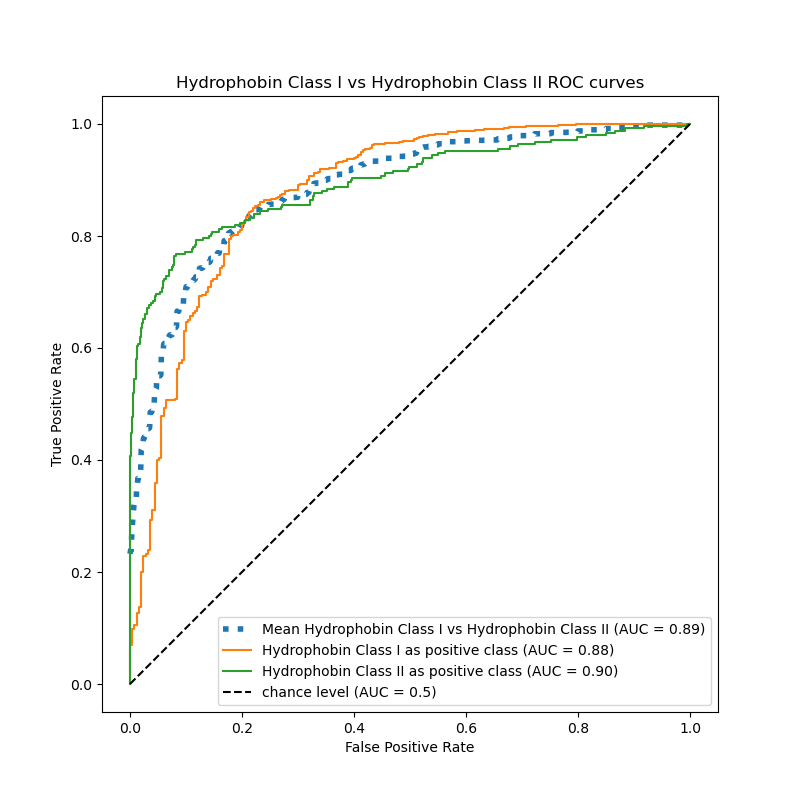 Hydrophobin Class I vs Hydrophobin Class II ROC curves
True Positive Rate
1.0
0.8
0.6
0.4
0.2
0.0
Mean Hydrophobin Class I vs Hydrophobin Class II (AUC = 0.89)
Hydrophobin Class I as positive class (AUC = 0.88)
Hydrophobin Class II as positive class (AUC = 0.90)
chance level (AUC = 0.5)
0.0 0.2 0.4 0.6 0.8 1.0
False Positive Rate